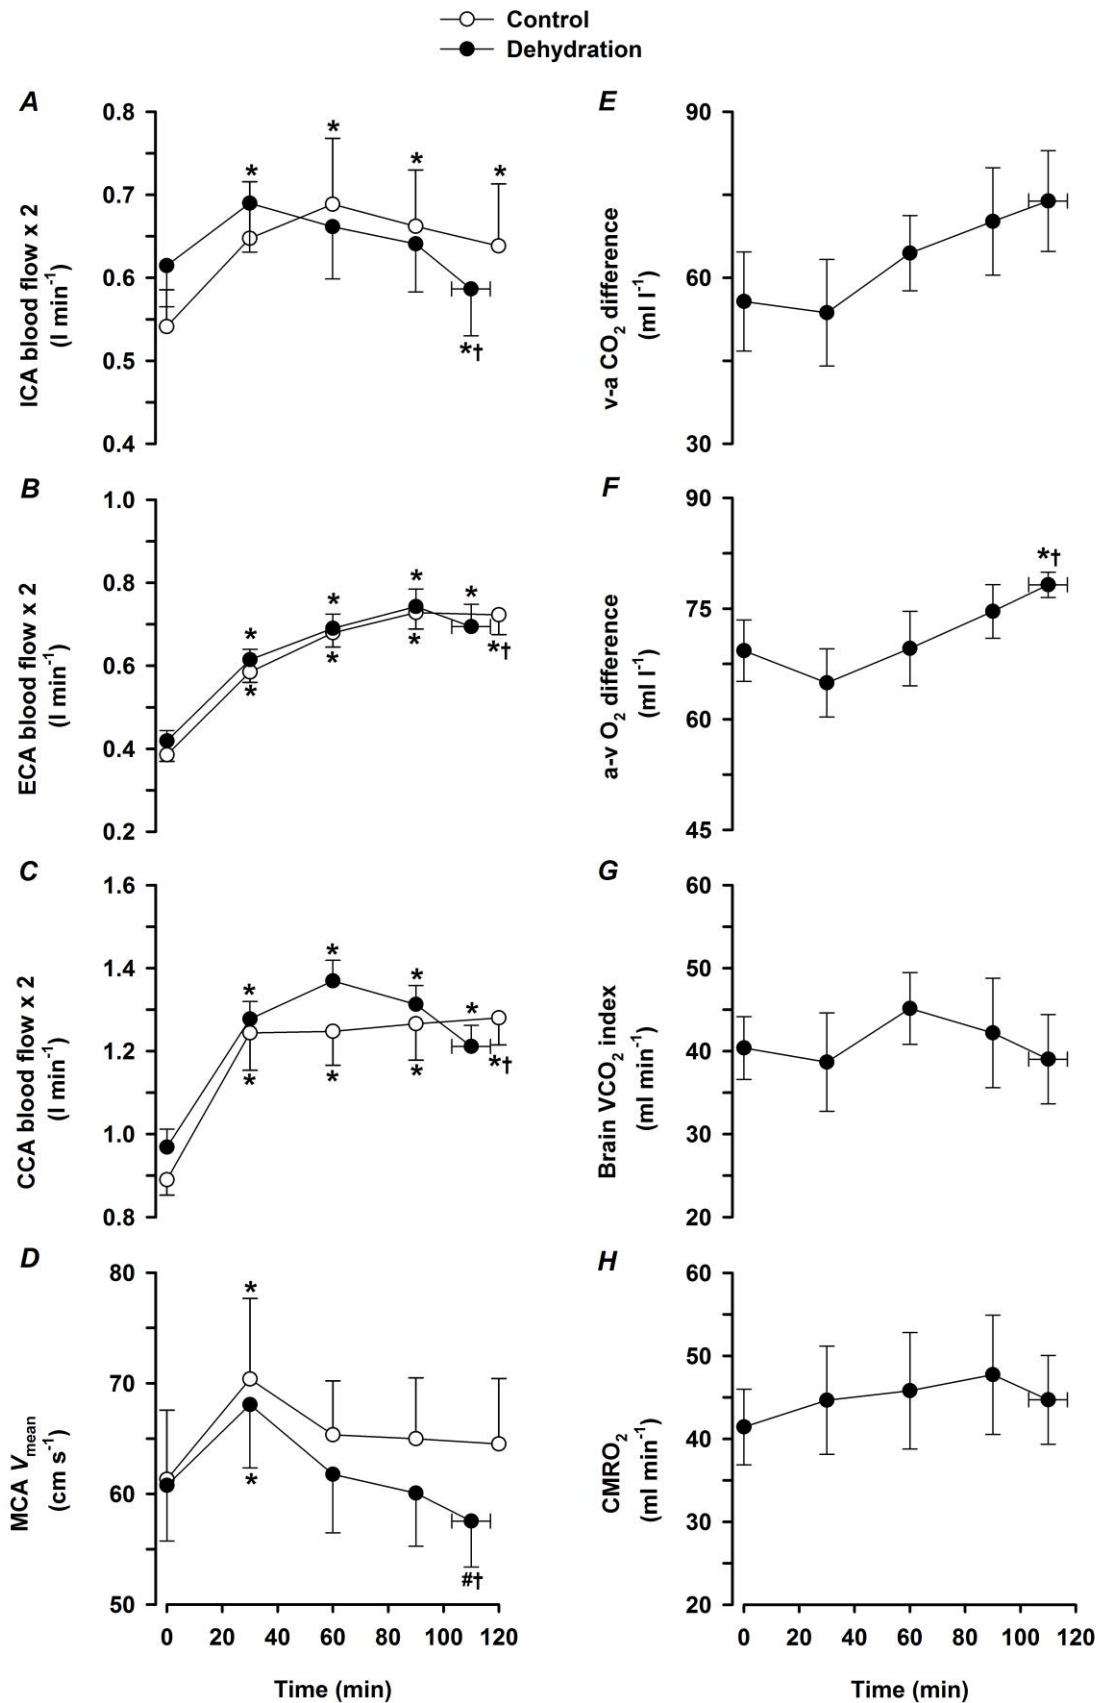 Control
Dehydration
A
0.8
0.7
0.6
0.5
0.4
ICA blood flow x 2
(l min⁻¹)
*
*
*
*
*†
B
1.0
0.8
0.6
0.4
0.2
ECA blood flow x 2
(l min⁻¹)
*
*
*
*
*
*
*
*†
C
1.6
1.4
1.2
1.0
0.8
CCA blood flow x 2
(l min⁻¹)
*
*
*
*
*
*
*
*†
D
80
70
60
50
MCA Vmean
(cm s⁻¹)
*
*
#†
0 20 40 60 80 100 120
Time (min)
E
90
60
30
v-a CO₂ difference
(ml l⁻¹)
F
90
75
60
45
a-v O₂ difference
(ml l⁻¹)
*†
G
60
50
40
30
20
Brain VCO₂ index
(ml min⁻¹)
H
60
50
40
30
20
CMRO₂
(ml min⁻¹)
0 20 40 60 80 100 120
Time (min)